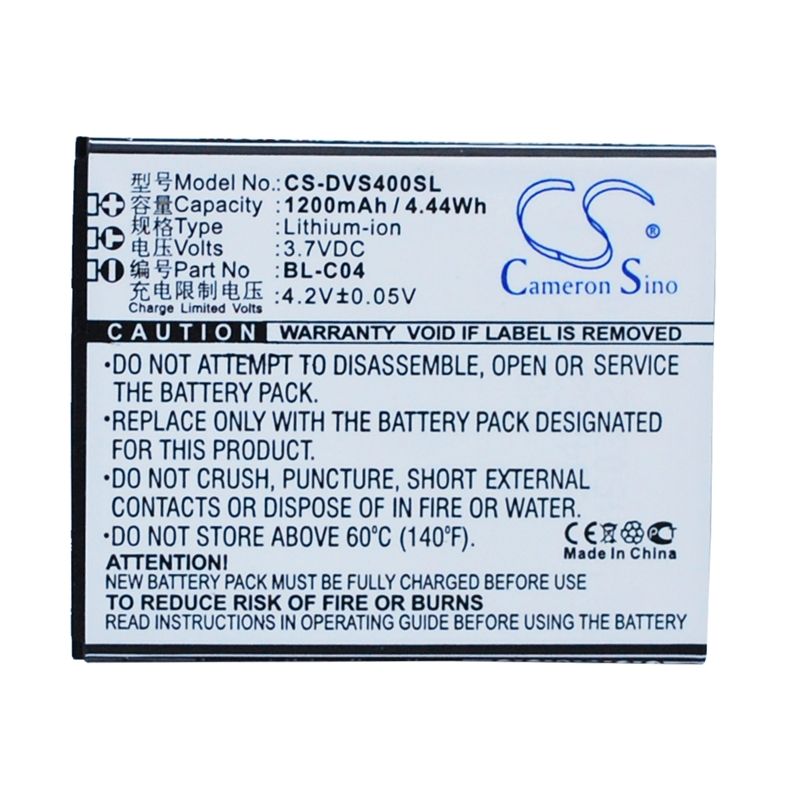 型号Model No.: CS-DVS400SL
容量Capacity : 1200mAh / 4.44Wh
规格Type : Lithium-ion
电压Volts : 3.7VDC
编码Part No : BL-C04
充电限制电压 : 4.2V±0.05V
Charge Limited Volts
CS
®
Cameron Sino
CAUTION WARRANTY VOID IF LABEL IS REMOVED
•DO NOT ATTEMPT TO DISASSEMBLE, OPEN OR SERVICE
THE BATTERY PACK.
•REPLACE ONLY WITH THE BATTERY PACK DESIGNATED
FOR THIS EQUIPMENT.
•DO NOT CRUSH, PUNCTURE, SHORT EXTERNAL
CONTACTS OR DISPOSE OF IN FIRE OR WATER.
•DO NOT STORE ABOVE 60°C (140°F).
CE
Made In China
ATTENTION:
NEW BATTERY PACK MUST BE FULLY CHARGED BEFORE USE
TO REDUCE RISK OF FIRE OR BURNS
READ INSTRUCTIONS OF OPERATING GUIDE BEFORE USE